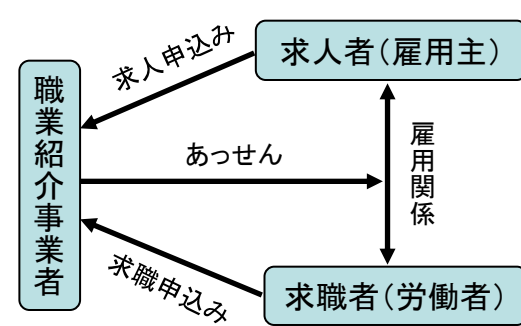 求人申込み
求人者（雇用主）
職業紹介事業者
あっせん
雇用関係
求職申込み
求職者（労働者）